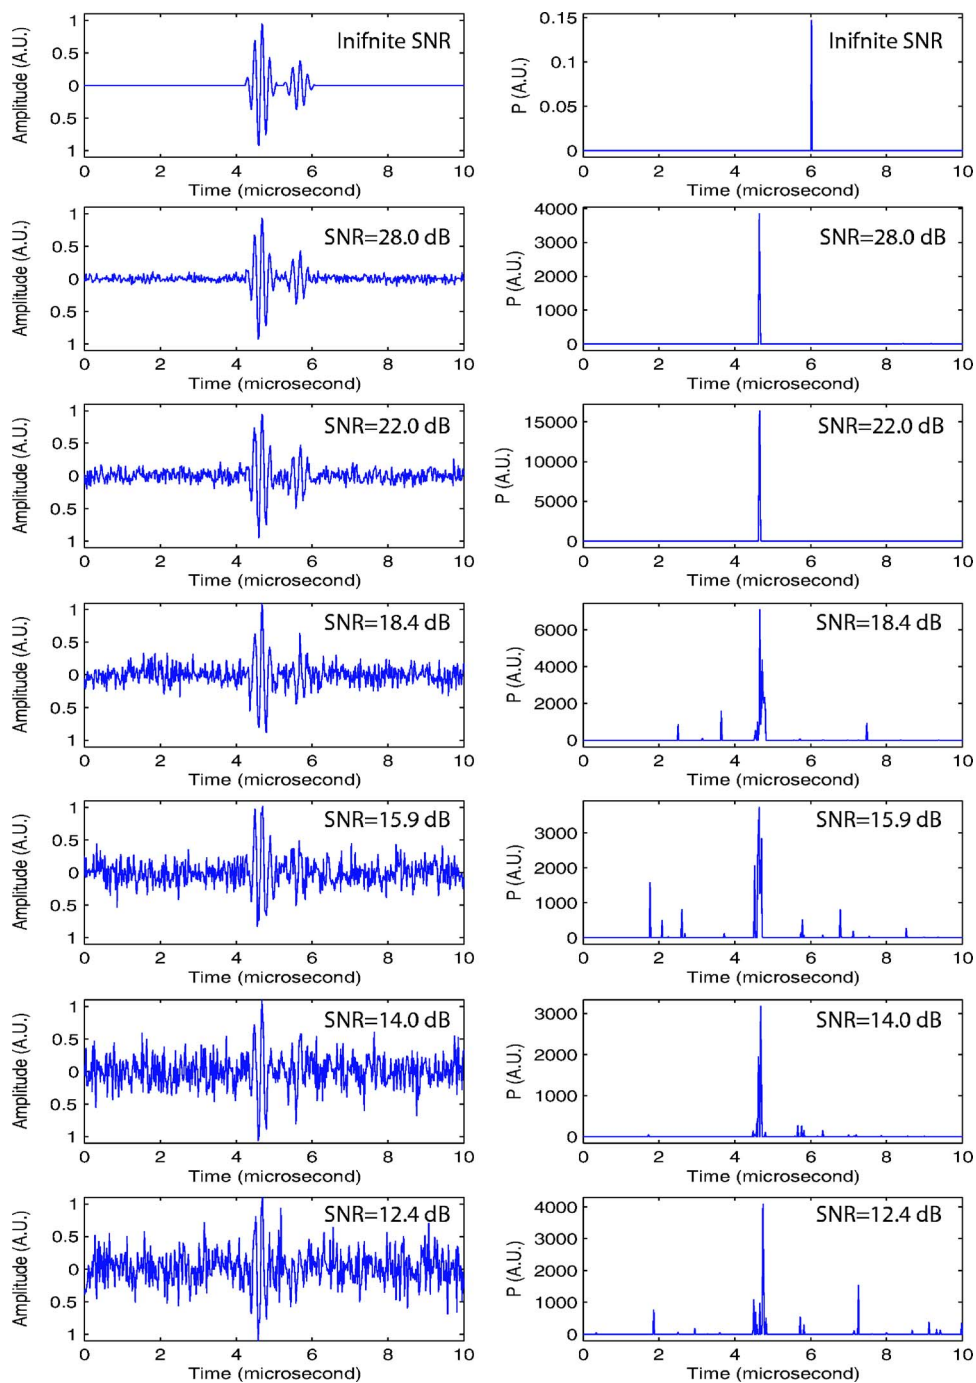 Amplitude (A.U.)
1
0.5
0
0.5
1
Inifnite SNR
0 2 4 6 8 10
Time (microsecond)
P (A.U.)
0.15
0.05
0
Inifnite SNR
0 2 4 6 8 10
Time (microsecond)
Amplitude (A.U.)
1
0.5
0
0.5
1
SNR=28.0 dB
0 2 4 6 8 10
Time (microsecond)
P (A.U.)
4000
3000
2000
1000
0
SNR=28.0 dB
0 2 4 6 8 10
Time (microsecond)
Amplitude (A.U.)
1
0.5
0
0.5
1
SNR=22.0 dB
0 2 4 6 8 10
Time (microsecond)
P (A.U.)
15000
10000
5000
0
SNR=22.0 dB
0 2 4 6 8 10
Time (microsecond)
Amplitude (A.U.)
1
0.5
0
0.5
1
SNR=18.4 dB
0 2 4 6 8 10
Time (microsecond)
P (A.U.)
6000
4000
2000
0
SNR=18.4 dB
0 2 4 6 8 10
Time (microsecond)
Amplitude (A.U.)
1
0.5
0
0.5
1
SNR=15.9 dB
0 2 4 6 8 10
Time (microsecond)
P (A.U.)
3000
2000
1000
0
SNR=15.9 dB
0 2 4 6 8 10
Time (microsecond)
Amplitude (A.U.)
1
0.5
0
0.5
1
SNR=14.0 dB
0 2 4 6 8 10
Time (microsecond)
P (A.U.)
3000
2000
1000
0
SNR=14.0 dB
0 2 4 6 8 10
Time (microsecond)
Amplitude (A.U.)
1
0.5
0
0.5
1
SNR=12.4 dB
0 2 4 6 8 10
Time (microsecond)
P (A.U.)
4000
3000
2000
1000
0
SNR=12.4 dB
0 2 4 6 8 10
Time (microsecond)